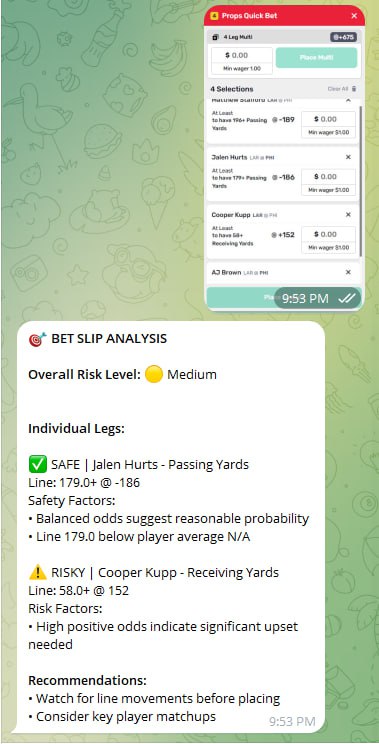 4 Props Quick Bet ×
4 Leg Multi @+675
$ 0.00
Min wager 1.00
Place Multi
4 Selections Clear All
Matthew Stafford LAR @ PHI
At Least
to have 196+ Passing
Yards
@ -189
$ 0.00
Min wager $1.00
Jalen Hurts LAR @ PHI ×
At Least
to have 179+ Passing
Yards
@ -186
$ 0.00
Min wager $1.00
Cooper Kupp LAR @ PHI ×
At Least
to have 58+
Receiving Yards
@ +152
$ 0.00
Min wager $1.00
AJ Brown LAR @ PHI ×
9:53 PM
🎯 BET SLIP ANALYSIS
Overall Risk Level: 🟡 Medium
Individual Legs:
✅ SAFE | Jalen Hurts - Passing Yards
Line: 179.0+ @ -186
Safety Factors:
• Balanced odds suggest reasonable probability
• Line 179.0 below player average N/A
⚠️ RISKY | Cooper Kupp - Receiving Yards
Line: 58.0+ @ 152
Risk Factors:
• High positive odds indicate significant upset
needed
Recommendations:
• Watch for line movements before placing
• Consider key player matchups
9:53 PM